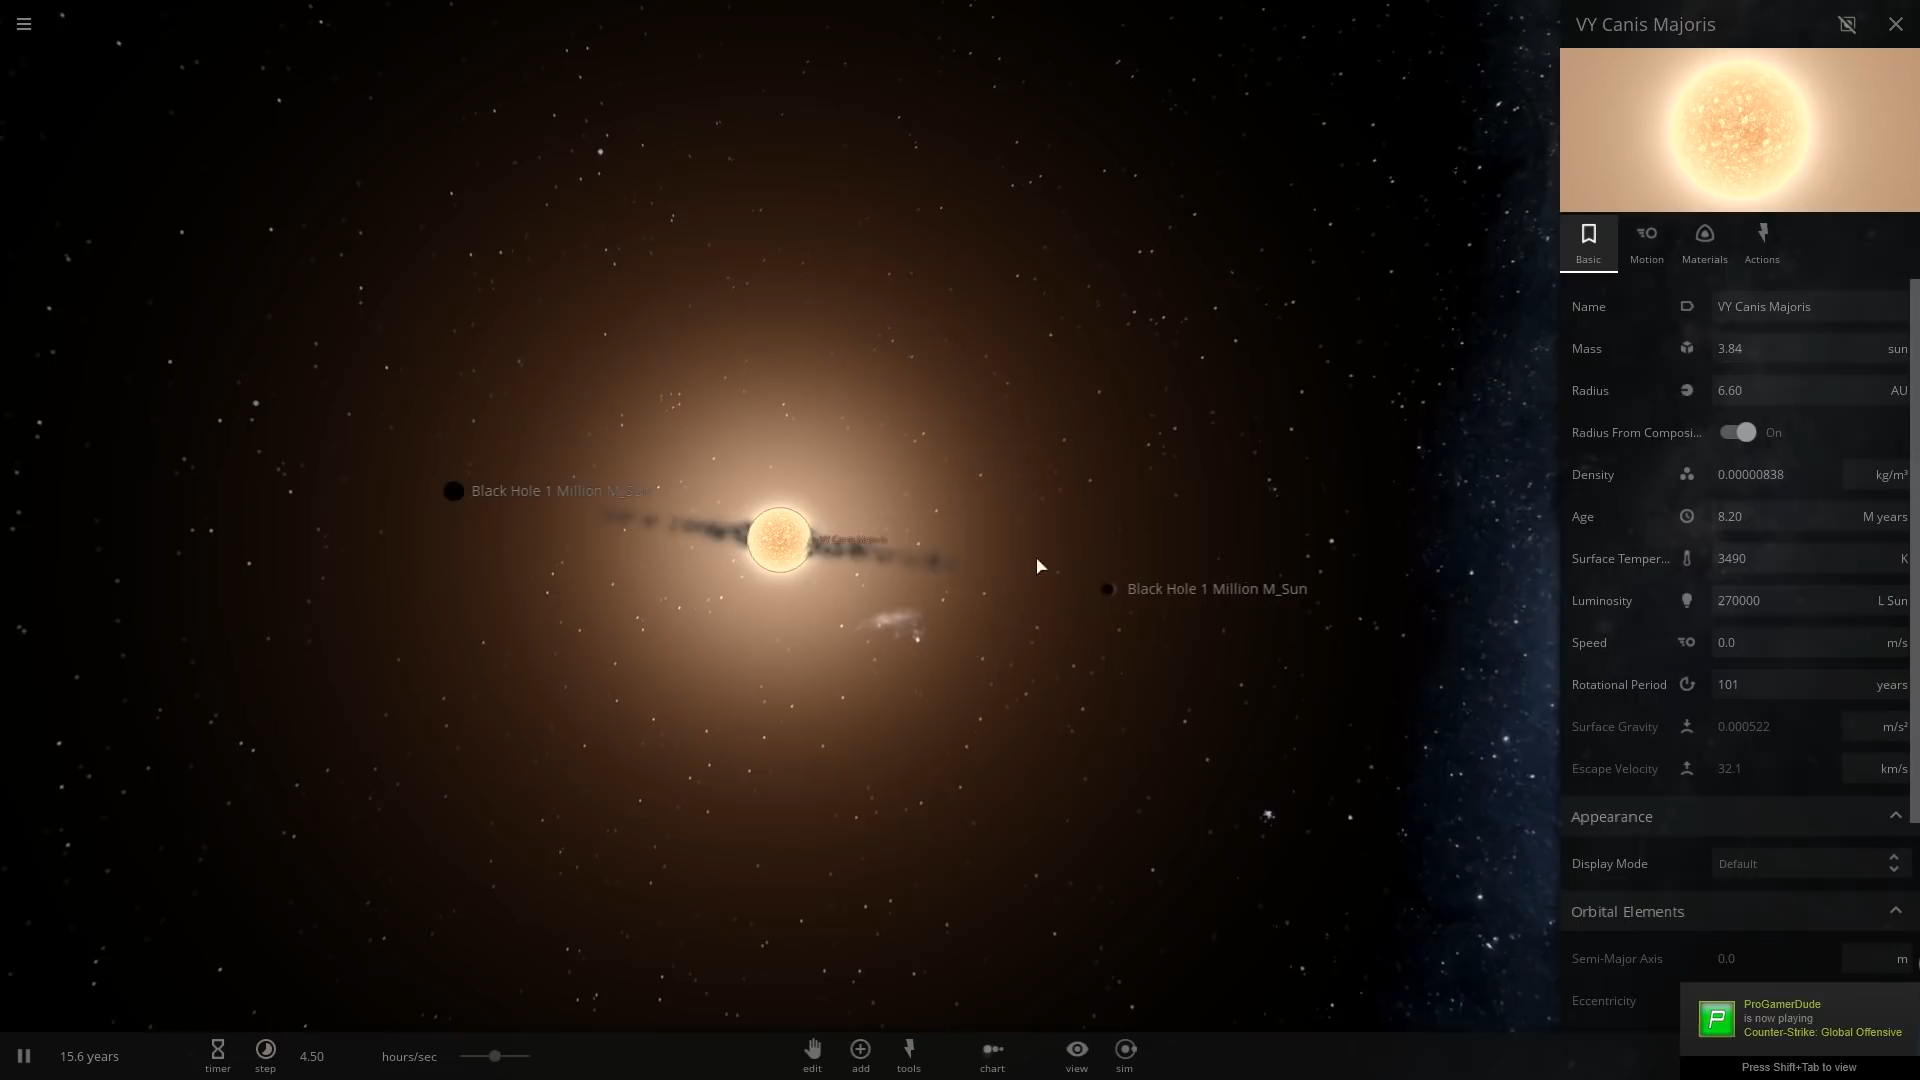 VY Canis Majoris
Basic
Motion
Materials
Actions
Name VY Canis Majoris
Mass 3.84 sun
Radius 6.60 AU
Radius From Composi... On
Density 0.00000838 kg/m³
Age 8.20 M years
Surface Temper... 3490 K
Luminosity 270000 L Sun
Speed 0.0 m/s
Rotational Period 101 years
Surface Gravity 0.000522 m/s²
Escape Velocity 32.1 km/s
Appearance
Display Mode Default
Orbital Elements
Semi-Major Axis 0.0 m
Eccentricity
Black Hole 1 Million M_Sun
VY Canis Majoris
Black Hole 1 Million M_Sun
P
ProGamerDude
is now playing
Counter-Strike: Global Offensive
Press Shift+Tab to view
15.6 years
timer
step
4.50 hours/sec
edit
add
tools
chart
view
sim